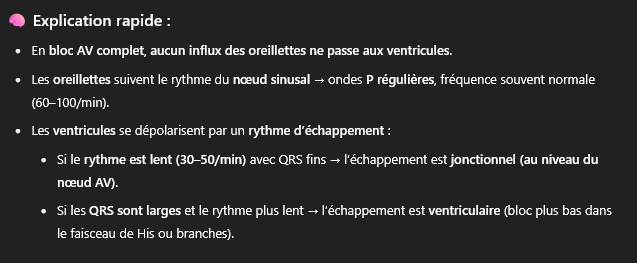 🧠 Explication rapide :
• En bloc AV complet, aucun influx des oreillettes ne passe aux ventricules.
• Les oreillettes suivent le rythme du nœud sinusal → ondes P régulières, fréquence souvent normale
(60–100/min).
• Les ventricules se dépolarisent par un rythme d’échappement :
• Si le rythme est lent (30–50/min) avec QRS fins → l’échappement est jonctionnel (au niveau du
nœud AV).
• Si les QRS sont larges et le rythme plus lent → l’échappement est ventriculaire (bloc plus bas dans
le faisceau de His ou branches).